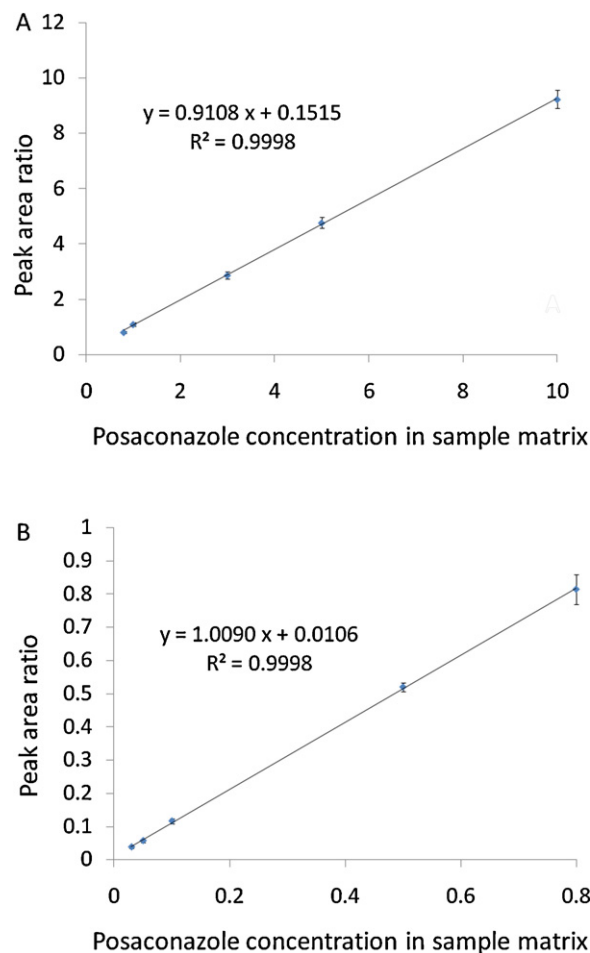 A
12
10
8
6
4
2
0
Peak area ratio
y = 0.9108 x + 0.1515
R² = 0.9998
A
0 2 4 6 8 10
Posaconazole concentration in sample matrix
B
1
0.9
0.8
0.7
0.6
0.5
0.4
0.3
0.2
0.1
0
Peak area ratio
y = 1.0090 x + 0.0106
R² = 0.9998
0 0.2 0.4 0.6 0.8
Posaconazole concentration in sample matrix